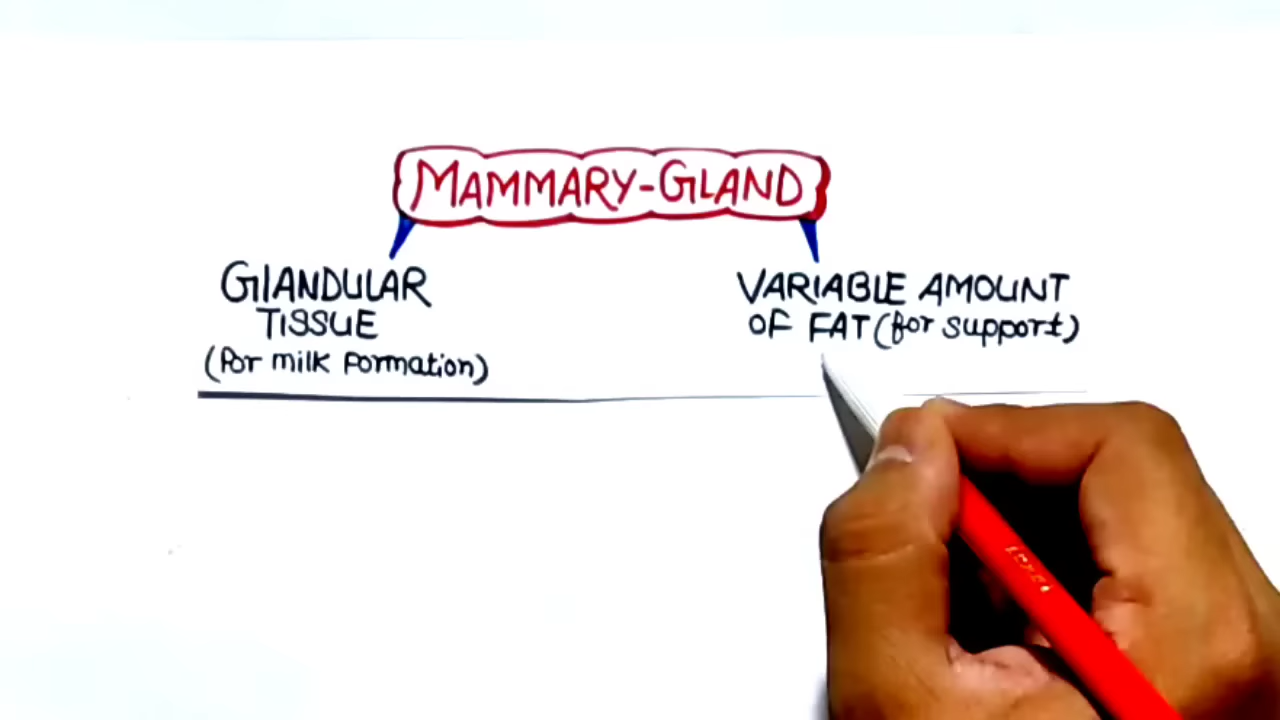 MAMMARY-GLAND
GLANDULAR
TISSUE
(for milk formation)
VARIABLE AMOUNT
OF FAT (for support)